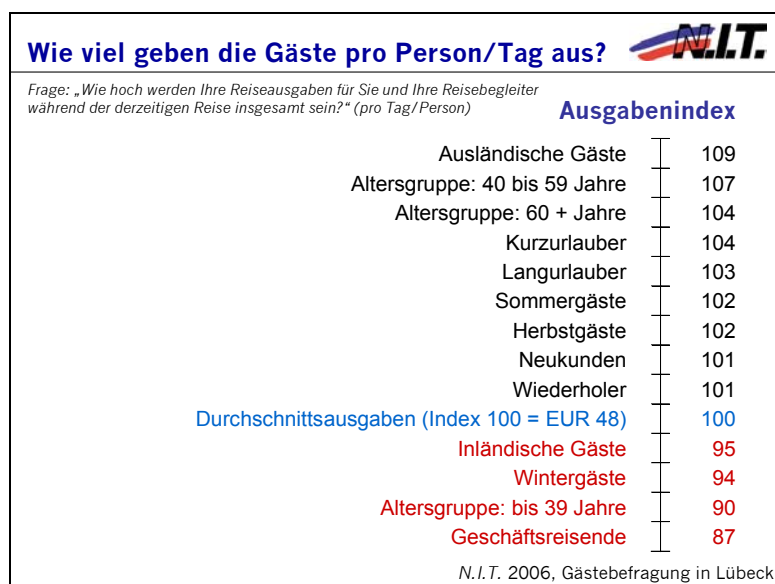 Wie viel geben die Gäste pro Person/Tag aus?
N.I.T.
Frage: „Wie hoch werden Ihre Reiseausgaben für Sie und Ihre Reisebegleiter
während der derzeitigen Reise insgesamt sein?“ (pro Tag/Person)
Ausgabenindex
Ausländische Gäste 109
Altersgruppe: 40 bis 59 Jahre 107
Altersgruppe: 60 + Jahre 104
Kurzurlauber 104
Langurlauber 103
Sommergäste 102
Herbstgäste 102
Neukunden 101
Wiederholer 101
Durchschnittsausgaben (Index 100 = EUR 48) 100
Inländische Gäste 95
Wintergäste 94
Altersgruppe: bis 39 Jahre 90
Geschäftsreisende 87
N.I.T. 2006, Gästebefragung in Lübeck